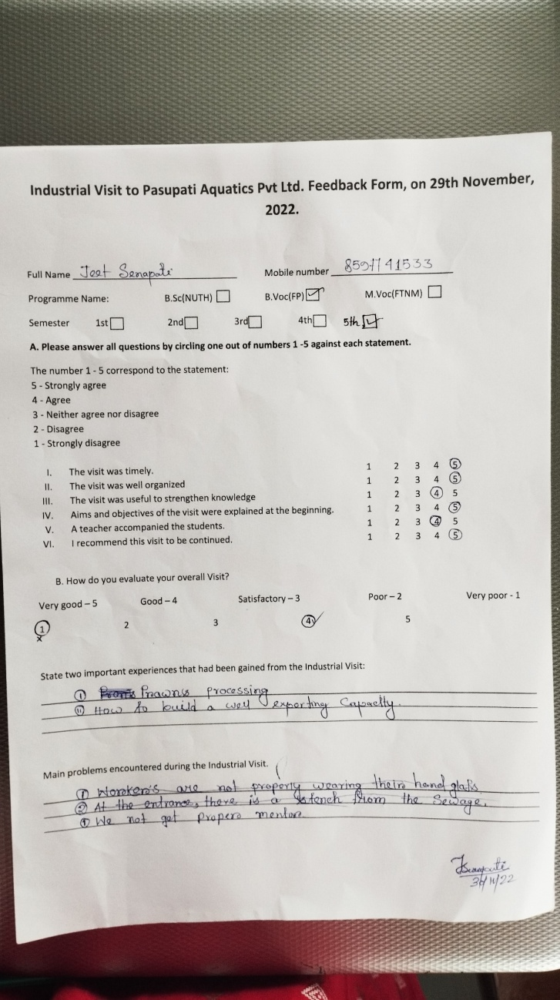 Industrial Visit to Pasupati Aquatics Pvt Ltd. Feedback Form, on 29th November,
2022.
Full Name Jeet Senapati Mobile number
Programme Name: B.Sc(NUTH) B.Voc(FP) M.Voc(FTNM)
Semester 1st 2nd 3rd 4th 5th
A. Please answer all questions by circling one out of numbers 1 -5 against each statement.
The number 1 - 5 correspond to the statement:
5 - Strongly agree
4 - Agree
3 - Neither agree nor disagree
2 - Disagree
1 - Strongly disagree
I. The visit was timely. 1 2 3 4 5
II. The visit was well organized 1 2 3 4 5
III. The visit was useful to strengthen knowledge 1 2 3 4 5
IV. Aims and objectives of the visit were explained at the beginning. 1 2 3 4 5
V. A teacher accompanied the students. 1 2 3 4 5
VI. I recommend this visit to be continued. 1 2 3 4 5
B. How do you evaluate your overall Visit?
Very good – 5 Good – 4 Satisfactory – 3 Poor – 2 Very poor - 1
1 2 3 4 5
State two important experiences that had been gained from the Industrial Visit:
(i) Prawns processing
(ii) How to build a well exporting Capacity.
Main problems encountered during the Industrial Visit.
① Worker's are not properly wearing their hand
② At the entrance, there is a stench from the Sewage.
We not get proper mentor.
Senapati
/11/22